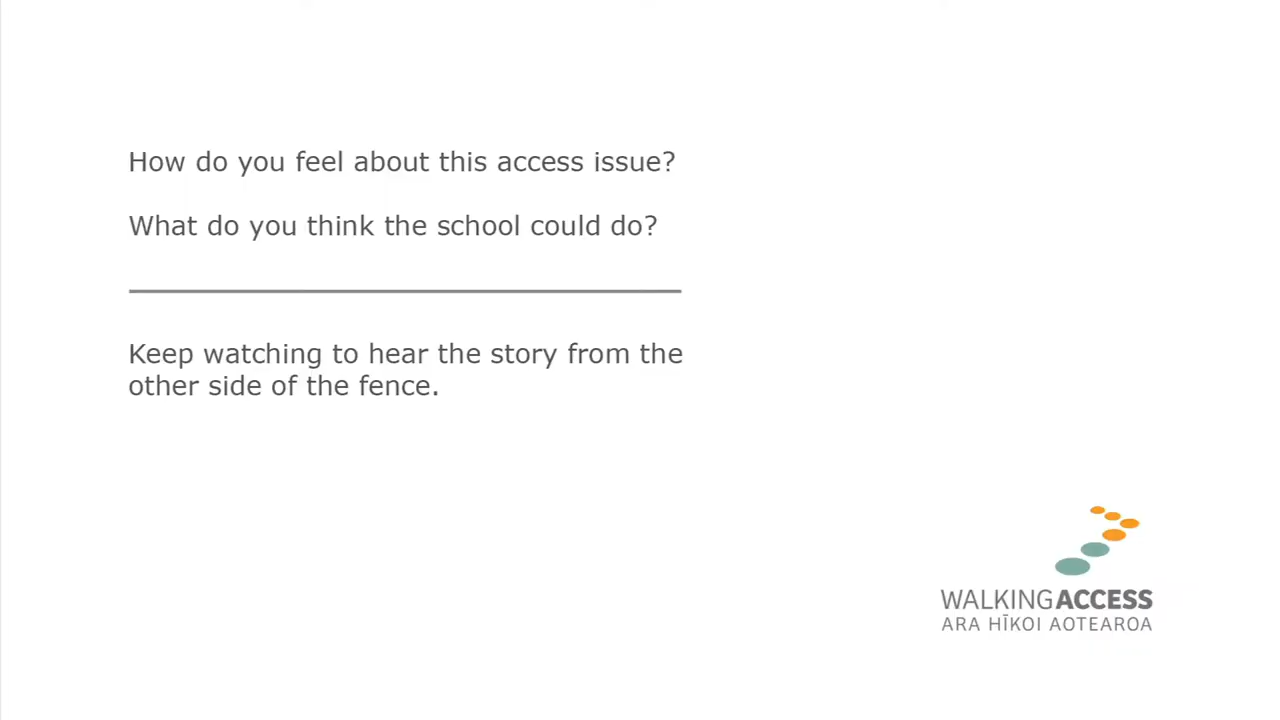 How do you feel about this access issue?
What do you think the school could do?
Keep watching to hear the story from the
other side of the fence.
WALKINGACCESS
ARA HĪKOI AOTEAROA